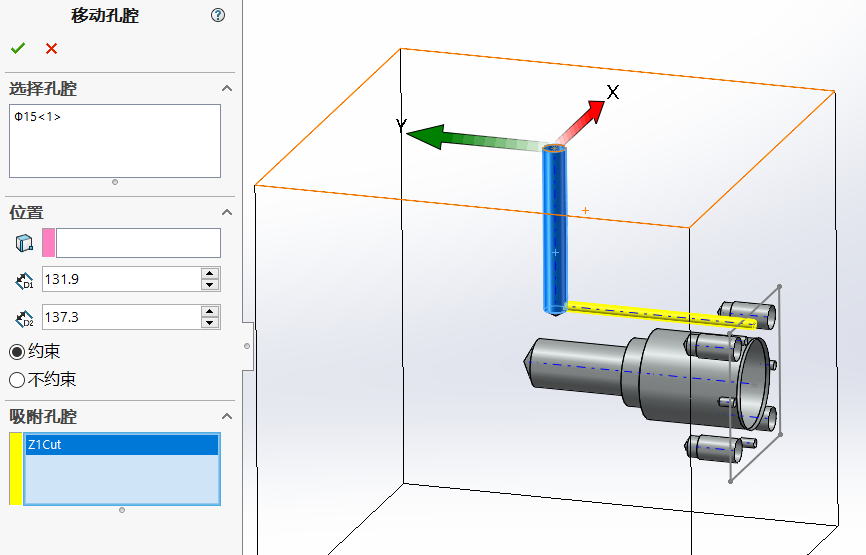 移动孔腔
选择孔腔
Φ15<1>
位置
D1
131.9
D2
137.3
约束
不约束
吸附孔腔
Z1Cut
X
Y